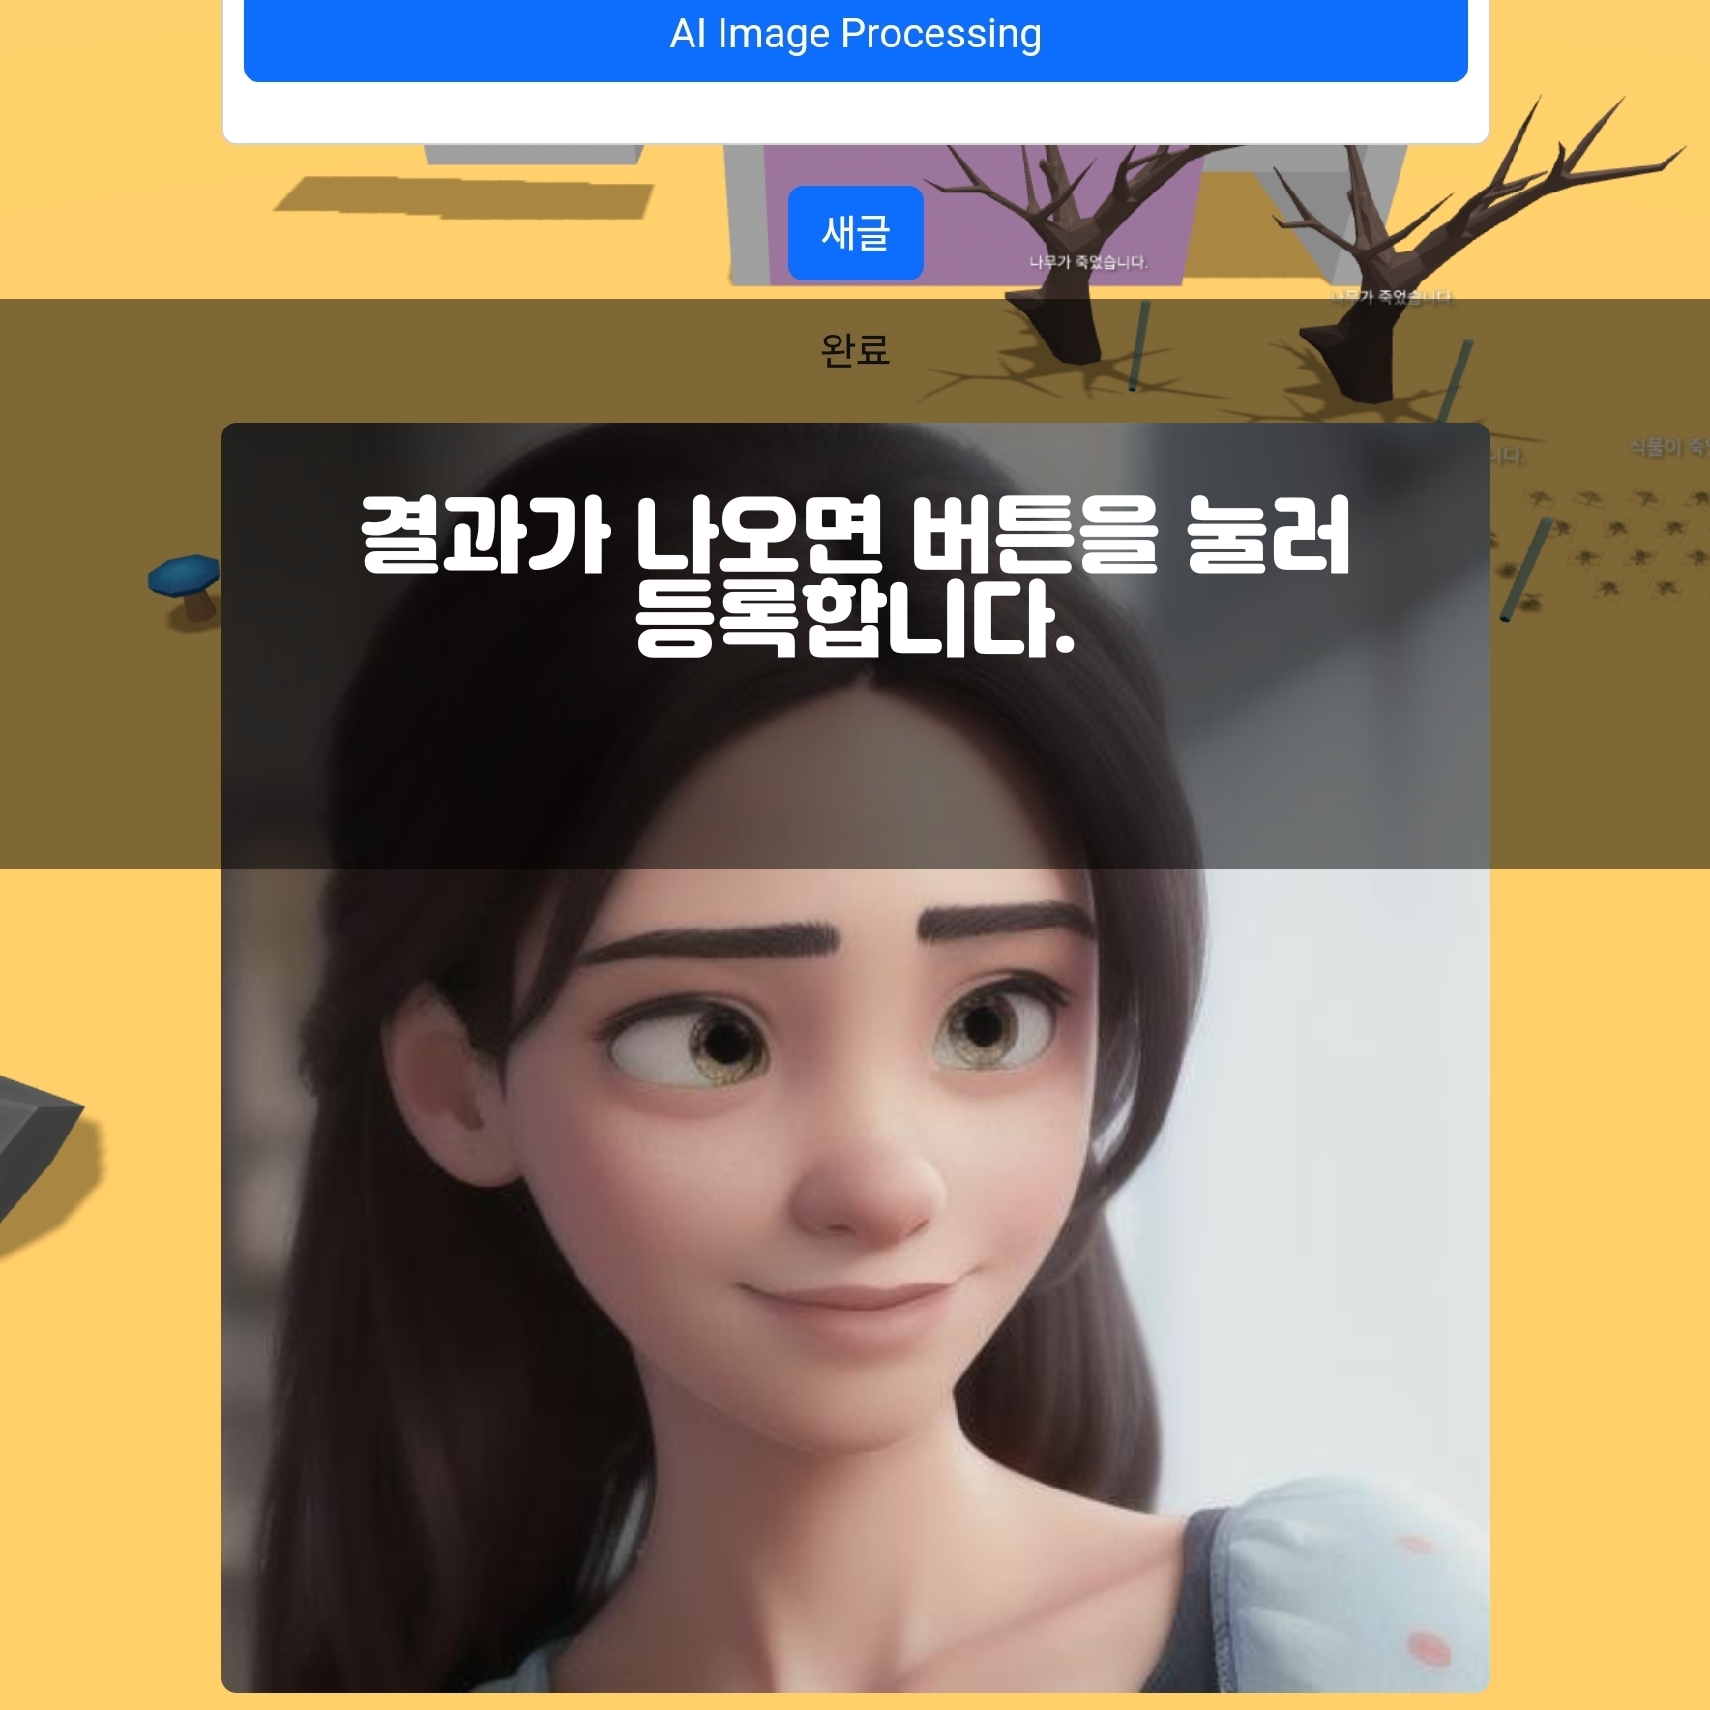 AI Image Processing
새글
나무가 죽었습니다.
나무가 죽었습니다.
완료
니다.
식물이 죽
결과가 나오면 버튼을 눌러
등록합니다.